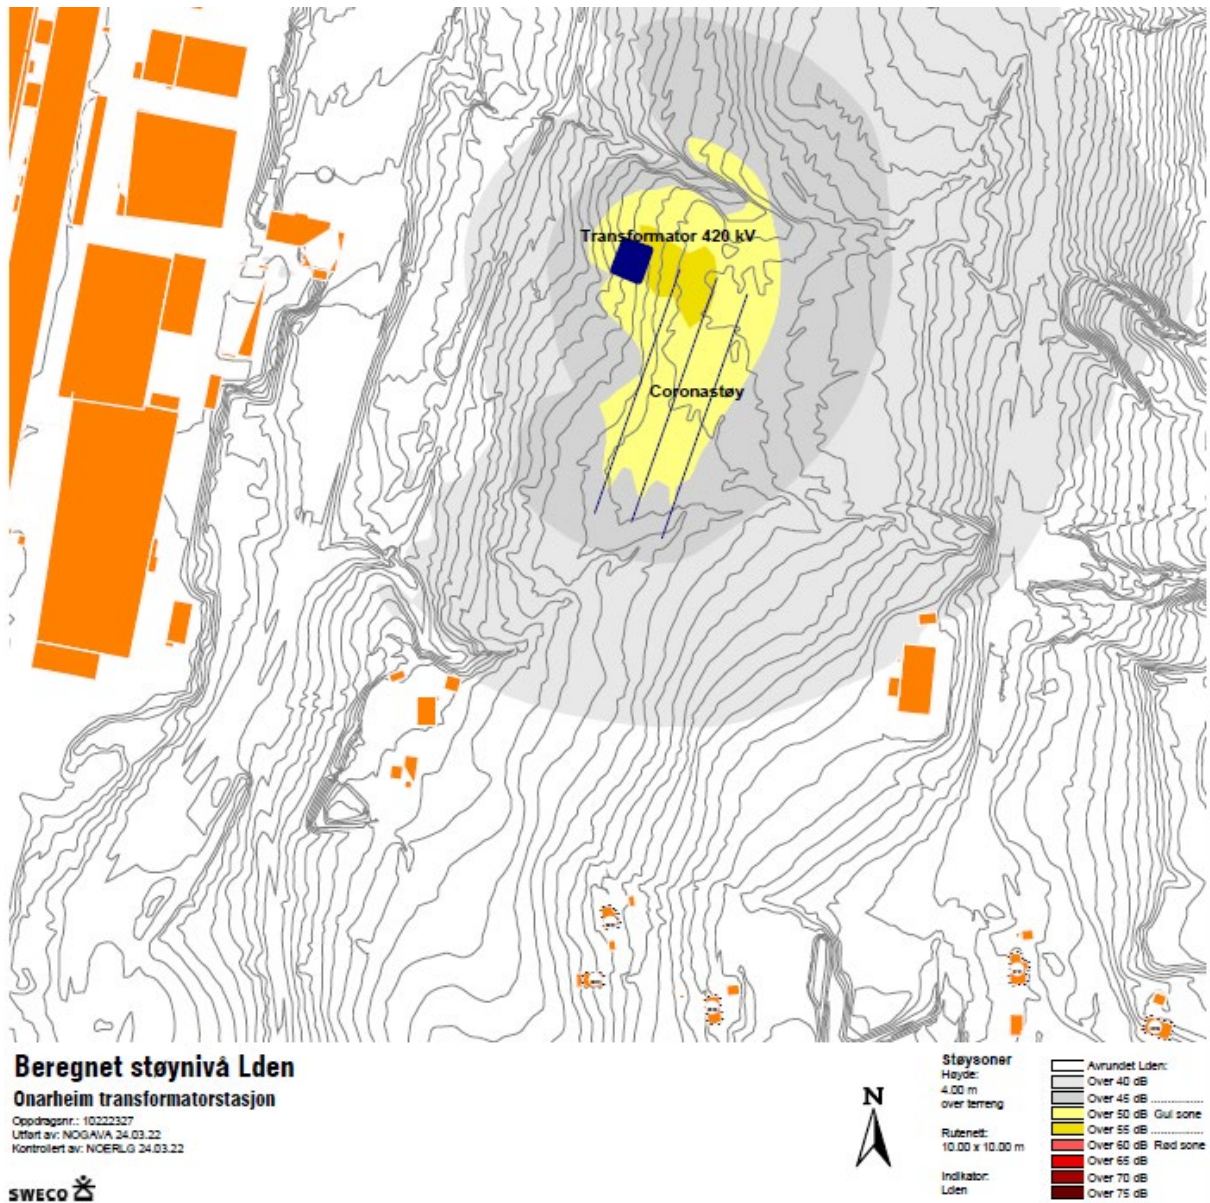 Transformator 420 kV
Coronastøy
Beregnet støynivå Lden
Onarheim transformatorstasjon
Oppdragsnr.: 10222327
Utført av: NOGAVA 24.03.22
Kontrollert av: NOERLG 24.03.22
SWECO
N
Støysoner
Høyde:
4.00 m
over terreng
Rutenett:
10.00 x 10.00 m
Indikator:
Lden
Avrundet Lden:
Over 40 dB
Over 45 dB ...............
Over 50 dB Gul sone
Over 55 dB ...............
Over 60 dB Rød sone
Over 65 dB
Over 70 dB
Over 75 dB